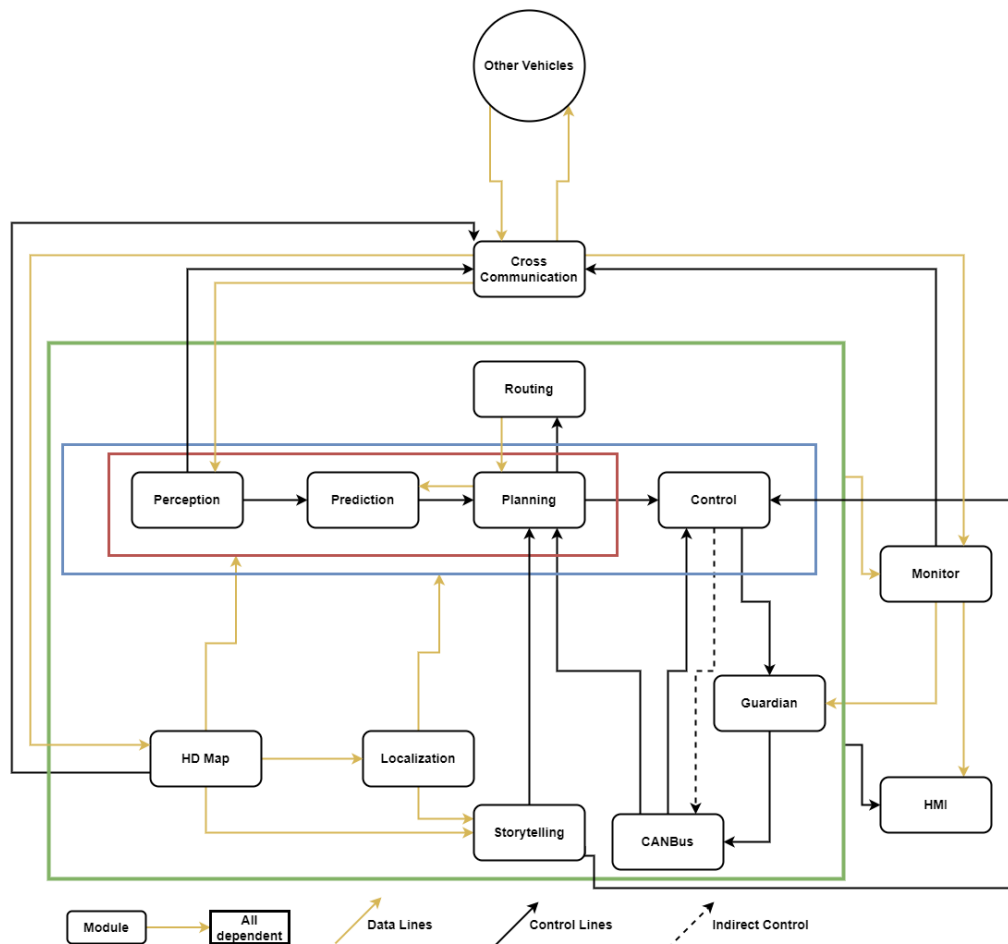 Other Vehicles
Cross
Communication
Routing
Perception
Prediction
Planning
Control
Monitor
Guardian
HD Map
Localization
HMI
Storytelling
CANBus
Module
All
dependent
Data Lines
Control Lines
Indirect Control